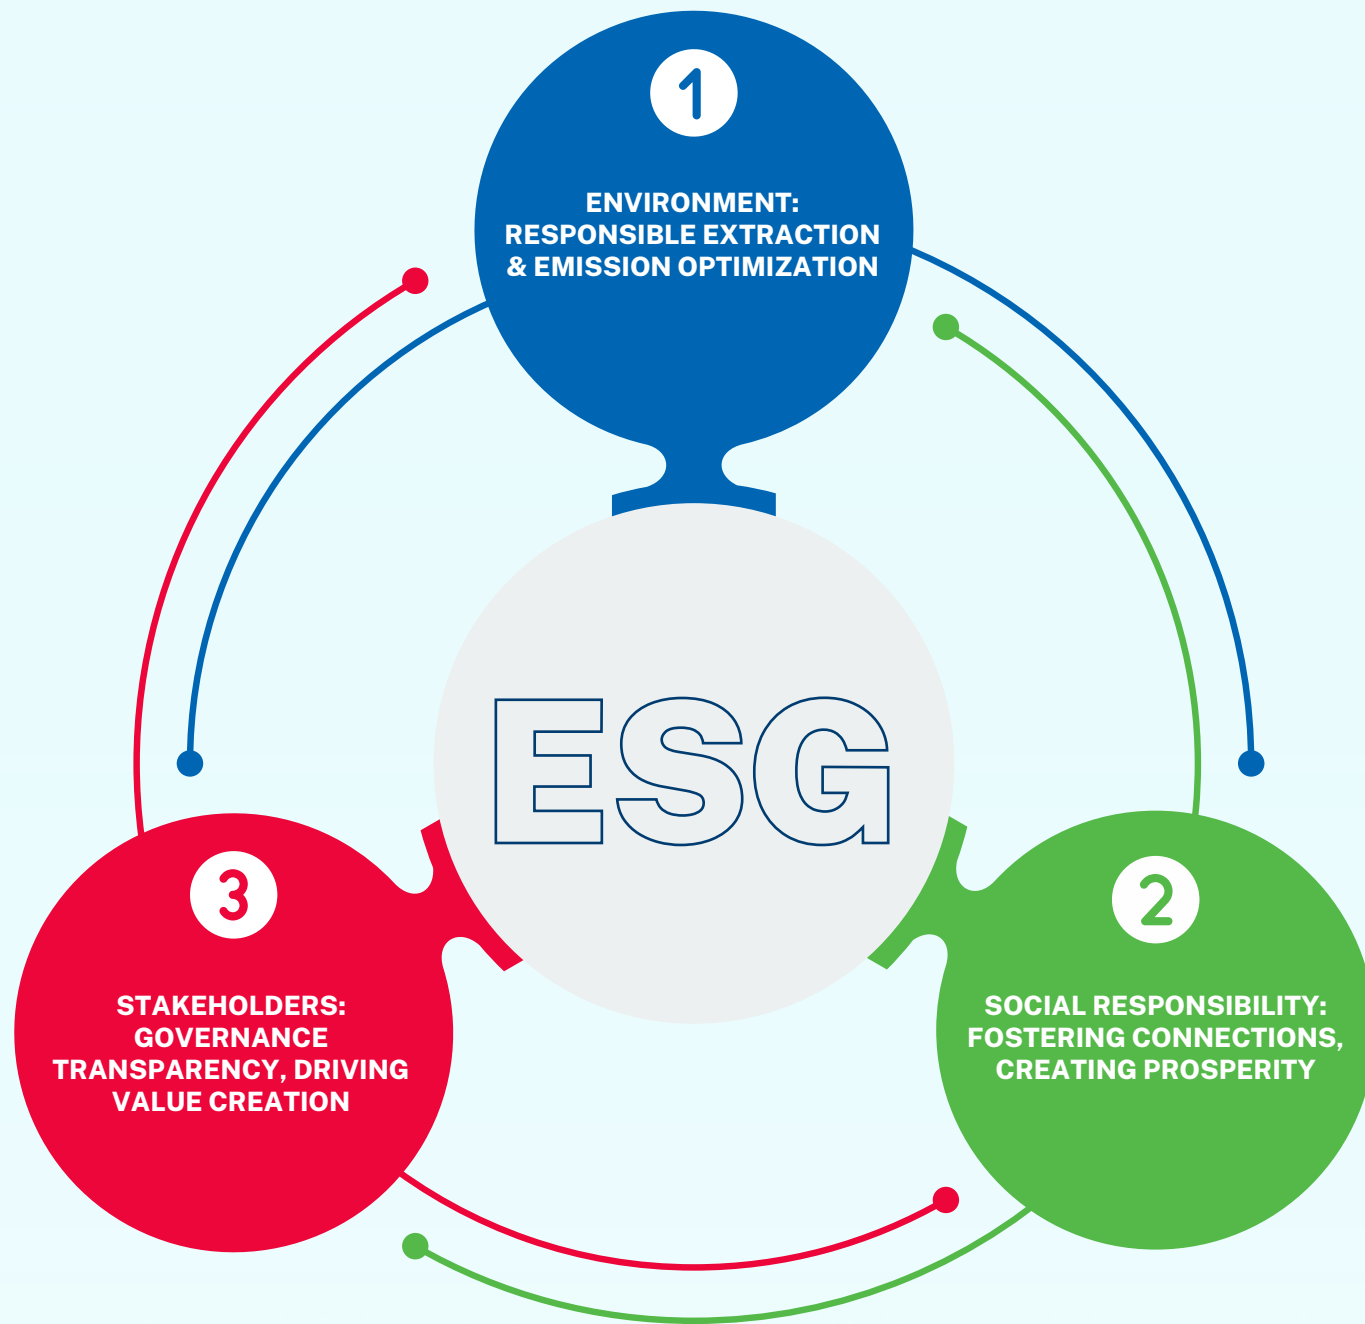 1
ENVIRONMENT:
RESPONSIBLE EXTRACTION
& EMISSION OPTIMIZATION
ESG
2
SOCIAL RESPONSIBILITY:
FOSTERING CONNECTIONS,
CREATING PROSPERITY
3
STAKEHOLDERS:
GOVERNANCE
TRANSPARENCY, DRIVING
VALUE CREATION